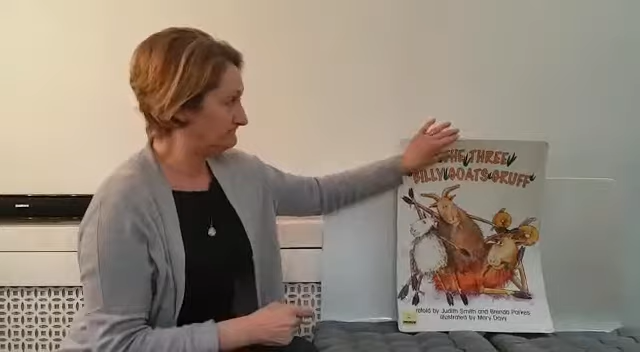 THE THREE
BILLY GOATS GRUFF
retold by Judith Smith and Brenda Parkes
illustrated by Mary Davy